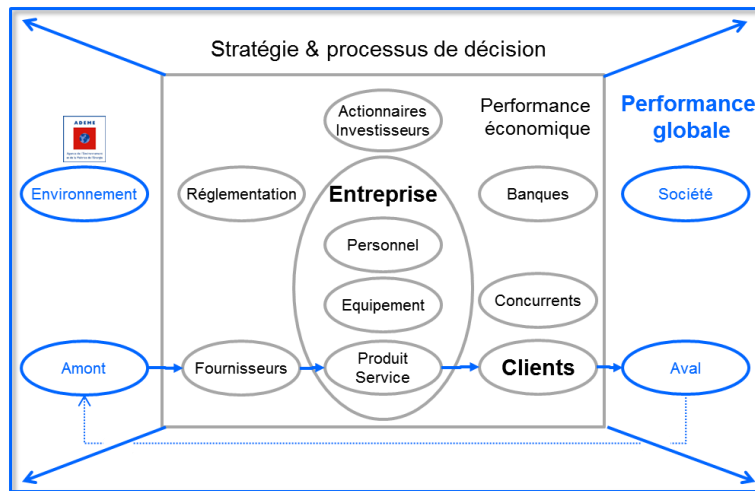 Stratégie & processus de décision
Actionnaires
Investisseurs
Performance
économique
Performance
globale
ADEME
Environnement
Réglementation
Entreprise
Banques
Société
Personnel
Equipement
Concurrents
Amont
Fournisseurs
Produit
Service
Clients
Aval